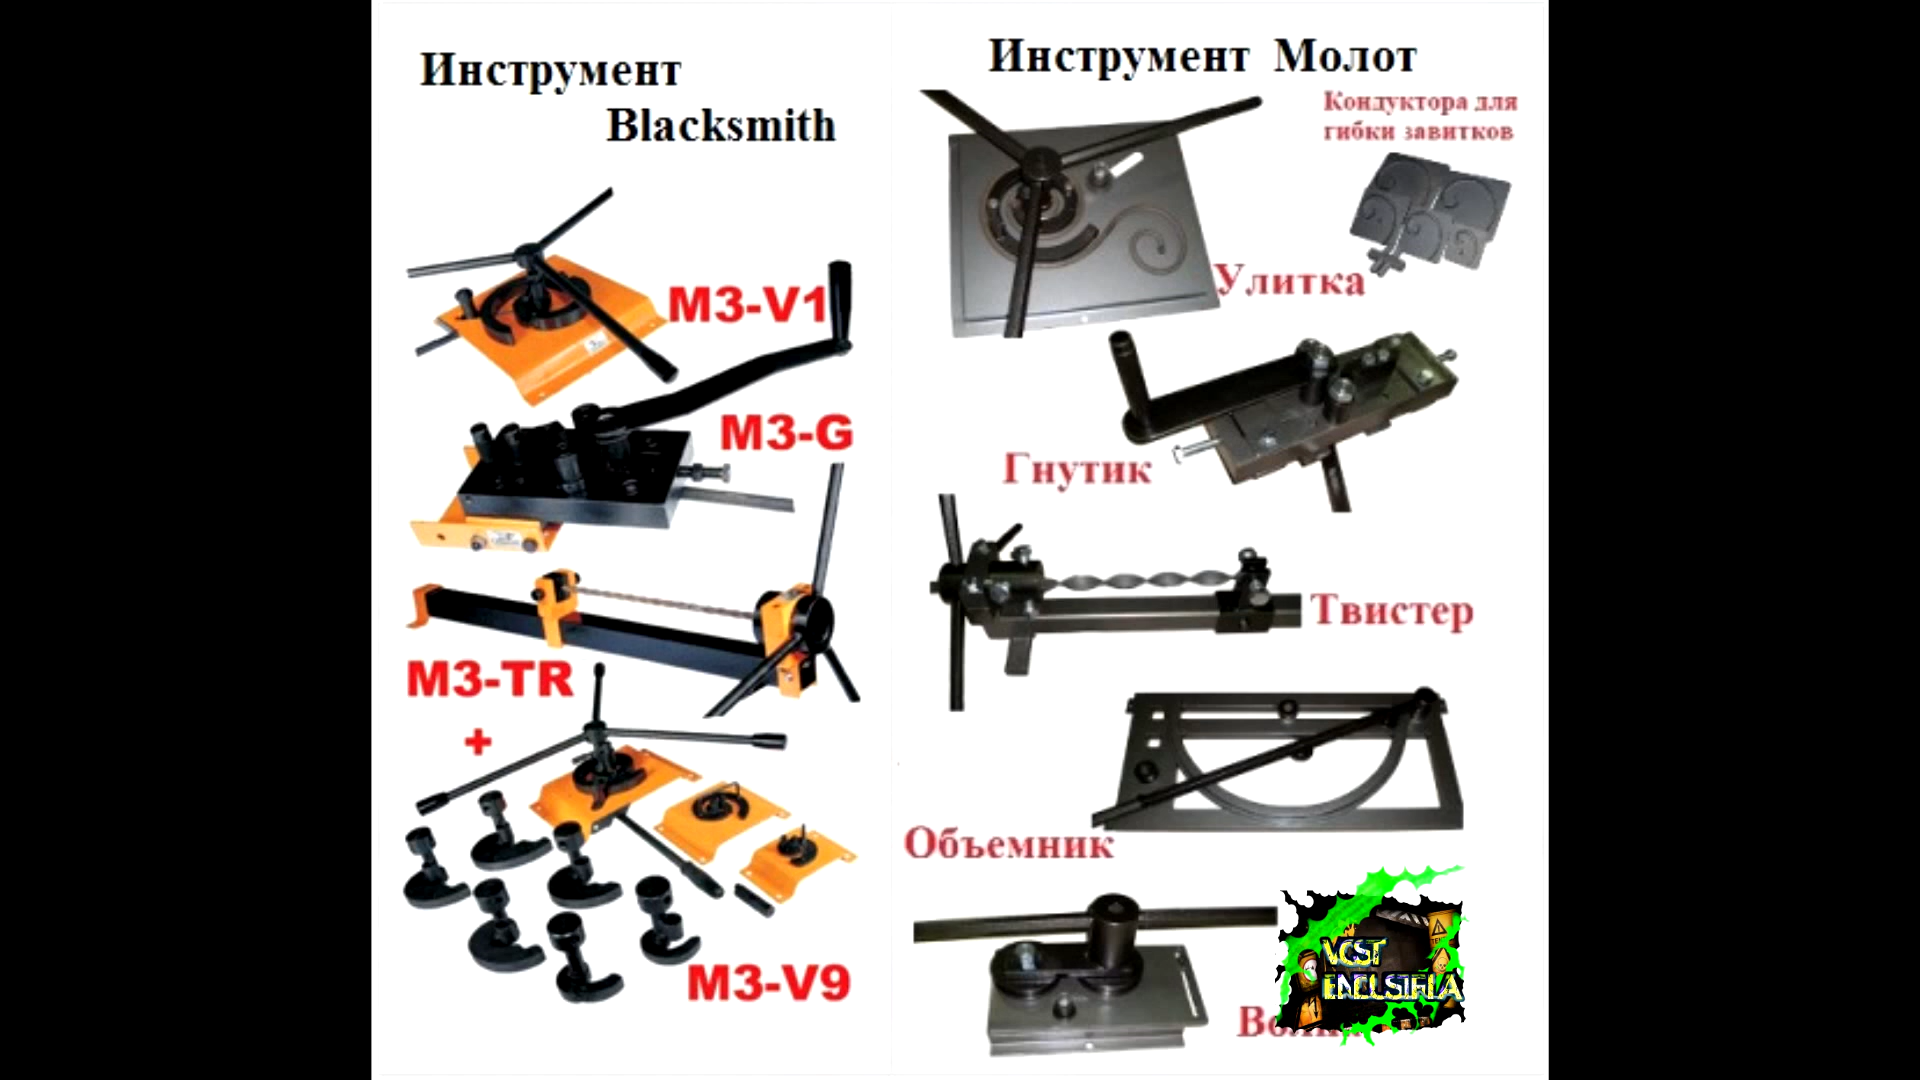 Инструмент
Blacksmith
M3-V1
M3-G
M3-TR
+
M3-V9
Инструмент Молот
Кондуктора для
гибки завитков
Улитка
Гнутик
Твистер
Объемник